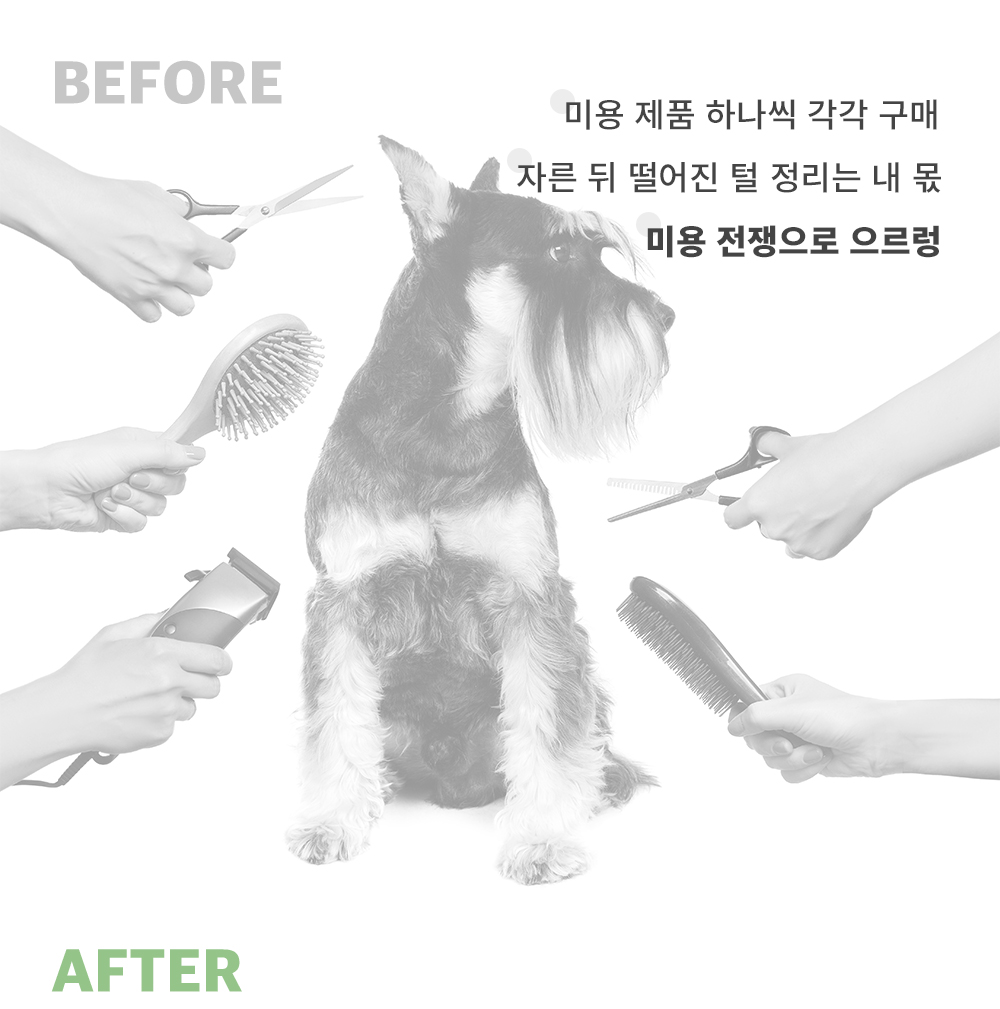 BEFORE
미용 제품 하나씩 각각 구매
자른 뒤 떨어진 털 정리는 내 몫
미용 전쟁으로 으르렁
AFTER